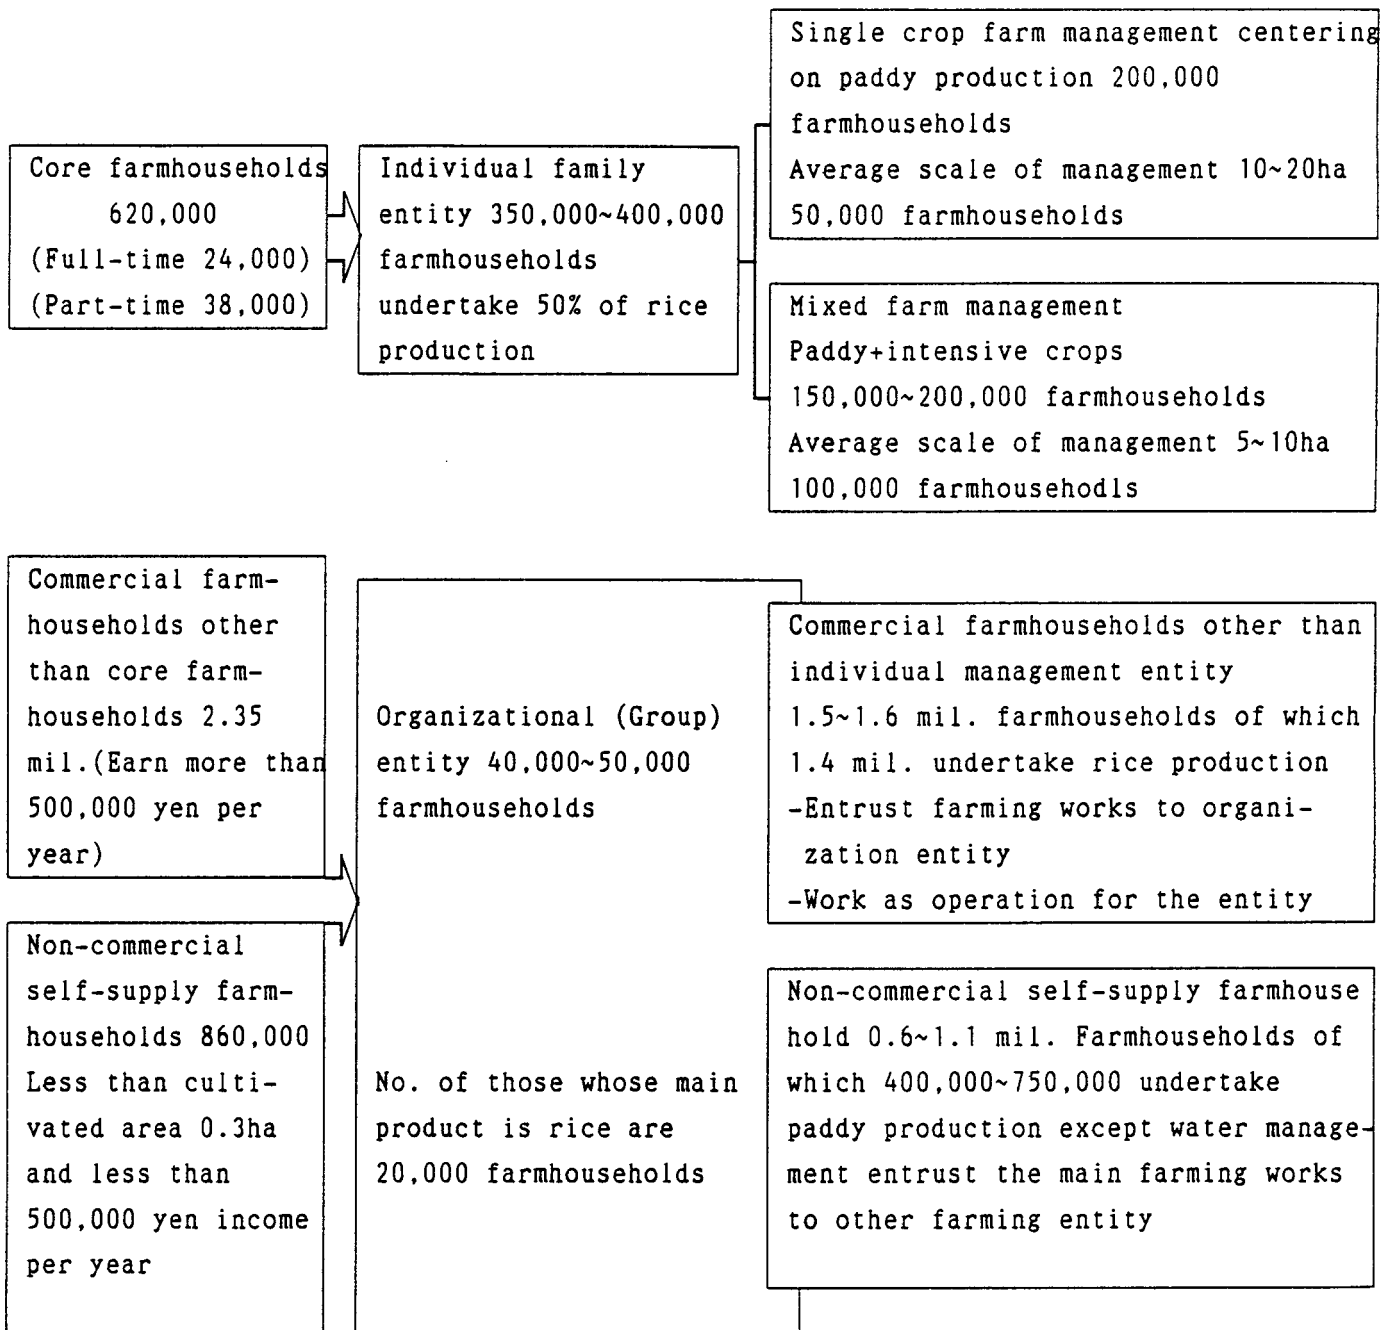 Core farmhouseholds
620,000
(Full-time 24,000)
(Part-time 38,000)
Individual family
entity 350,000~400,000
farmhouseholds
undertake 50% of rice
production
Single crop farm management centering
on paddy production 200,000
farmhouseholds
Average scale of management 10~20ha
50,000 farmhouseholds
Mixed farm management
Paddy+intensive crops
150,000~200,000 farmhouseholds
Average scale of management 5~10ha
100,000 farmhousehodls
Commercial farm-
households other
than core farm-
households 2.35
mil.(Earn more than
500,000 yen per
year)
Non-commercial
self-supply farm-
households 860,000
Less than culti-
vated area 0.3ha
and less than
500,000 yen income
per year
Organizational (Group)
entity 40,000~50,000
farmhouseholds
No. of those whose main
product is rice are
20,000 farmhouseholds
Commercial farmhouseholds other than
individual management entity
1.5~1.6 mil. farmhouseholds of which
1.4 mil. undertake rice production
-Entrust farming works to organi-
zation entity
-Work as operation for the entity
Non-commercial self-supply farmhouse
hold 0.6~1.1 mil. Farmhouseholds of
which 400,000~750,000 undertake
paddy production except water manage-
ment entrust the main farming works
to other farming entity